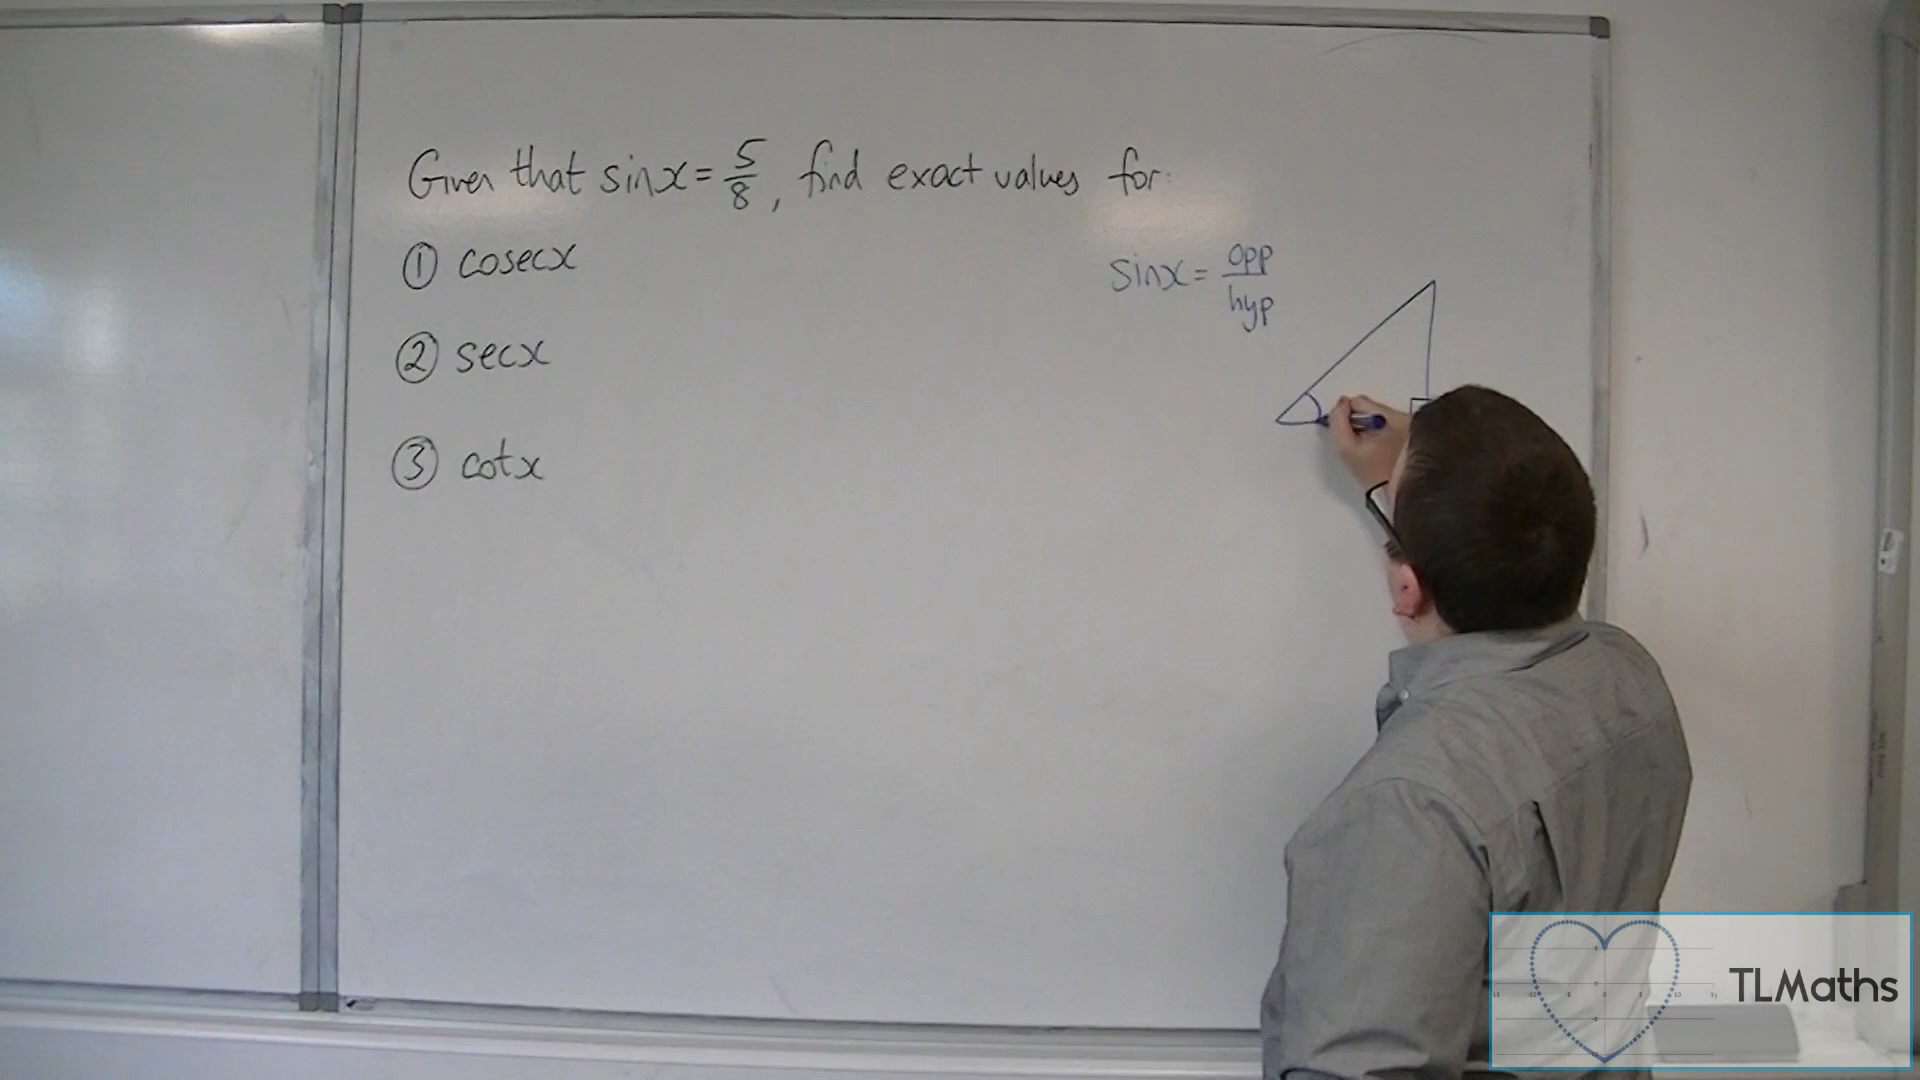 Given that sinx = 5/8, find exact values for:
① cosecx
sinx = opp/hyp
② secx
③ cotx
TLMaths